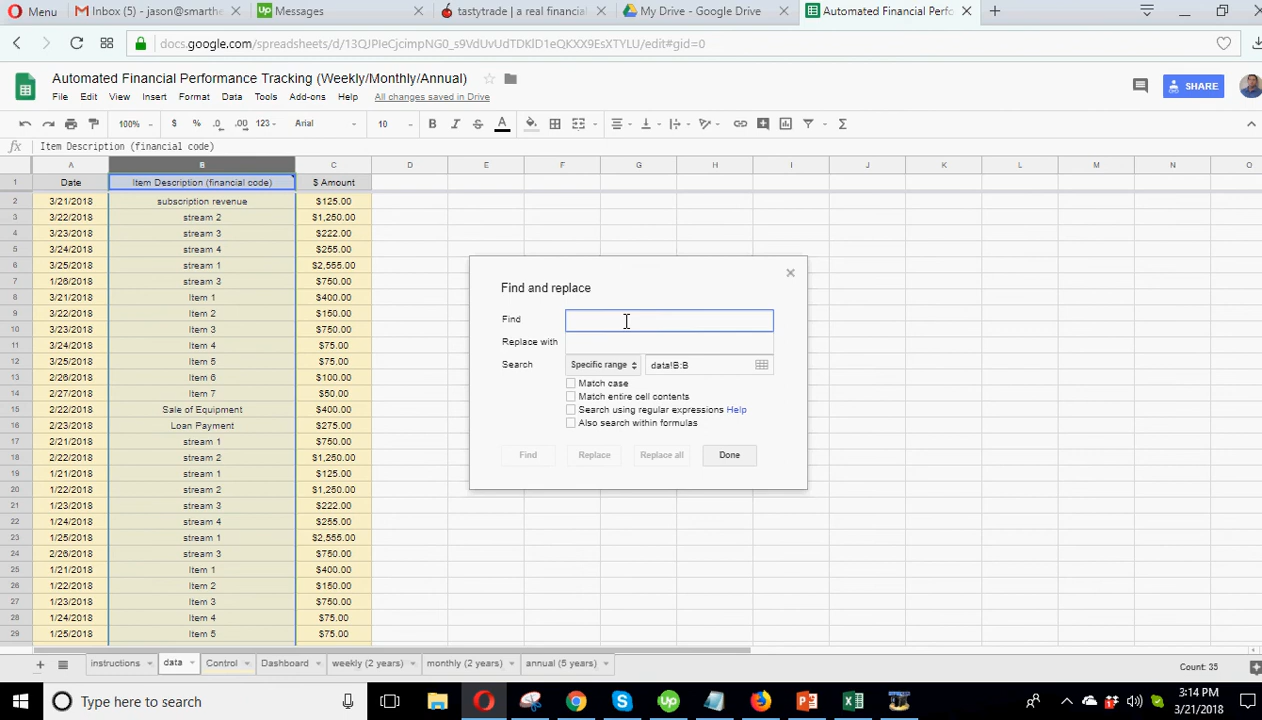 Menu
Inbox (5) - jason@smarthe
Messages
tastytrade | a real financial
My Drive - Google Drive
Automated Financial Perfo
docs.google.com/spreadsheets/d/13QJPIeCjcimpNG0_s9VdUvUdTDKlD1eQKXX9EsXTYLU/edit#gid=0
Automated Financial Performance Tracking (Weekly/Monthly/Annual)
File Edit View Insert Format Data Tools Add-ons Help All changes saved in Drive
SHARE
100% $ % .0 .00 123 Arial 10 B I S A
fx Item Description (financial code)
A B C D E F G H I J K L M N O
1 Date Item Description (financial code) $ Amount
2 3/21/2018 subscription revenue $125.00
3 3/22/2018 stream 2 $1,250.00
4 3/23/2018 stream 3 $222.00
5 3/24/2018 stream 4 $255.00
6 3/25/2018 stream 1 $2,555.00
7 1/26/2018 stream 3 $750.00
8 3/21/2018 Item 1 $400.00
9 3/22/2018 Item 2 $150.00
10 3/23/2018 Item 3 $750.00
11 3/24/2018 Item 4 $75.00
12 3/25/2018 Item 5 $75.00
13 2/26/2018 Item 6 $100.00
14 2/27/2018 Item 7 $50.00
15 2/22/2018 Sale of Equipment $400.00
16 2/23/2018 Loan Payment $275.00
17 2/21/2018 stream 1 $750.00
18 2/22/2018 stream 2 $1,250.00
19 1/21/2018 stream 1 $125.00
20 1/22/2018 stream 2 $1,250.00
21 1/23/2018 stream 3 $222.00
22 1/24/2018 stream 4 $255.00
23 1/25/2018 stream 1 $2,555.00
24 2/26/2018 stream 3 $750.00
25 1/21/2018 Item 1 $400.00
26 1/22/2018 Item 2 $150.00
27 1/23/2018 Item 3 $750.00
28 1/24/2018 Item 4 $75.00
29 1/25/2018 Item 5 $75.00
Find and replace
Find
Replace with
Search Specific range data!B:B
Match case
Match entire cell contents
Search using regular expressions Help
Also search within formulas
Find Replace Replace all Done
instructions data Control Dashboard weekly (2 years) monthly (2 years) annual (5 years)
Count: 35
Type here to search
3:14 PM
3/21/2018